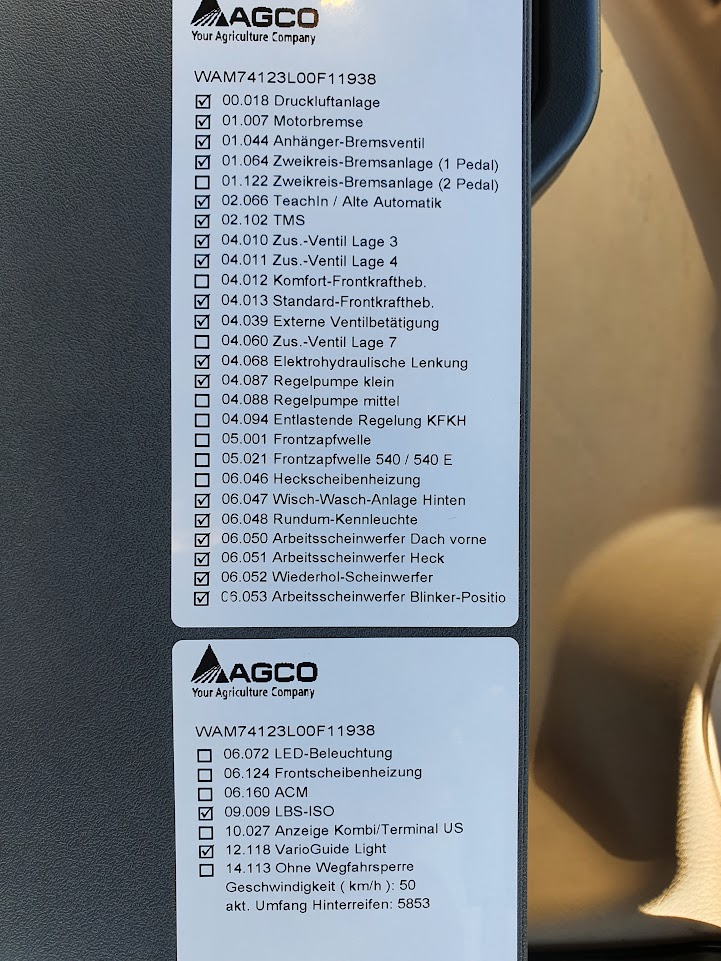 AGCO
Your Agriculture Company
WAM74123L00F11938
☑ 00.018 Druckluftanlage
☑ 01.007 Motorbremse
☑ 01.044 Anhänger-Bremsventil
☑ 01.064 Zweikreis-Bremsanlage (1 Pedal)
☐ 01.122 Zweikreis-Bremsanlage (2 Pedal)
☑ 02.066 TeachIn / Alte Automatik
☑ 02.102 TMS
☑ 04.010 Zus.-Ventil Lage 3
☑ 04.011 Zus.-Ventil Lage 4
☐ 04.012 Komfort-Frontkraftheb.
☑ 04.013 Standard-Frontkraftheb.
☑ 04.039 Externe Ventilbetätigung
☐ 04.060 Zus.-Ventil Lage 7
☑ 04.068 Elektrohydraulische Lenkung
☑ 04.087 Regelpumpe klein
☐ 04.088 Regelpumpe mittel
☐ 04.094 Entlastende Regelung KFKH
☐ 05.001 Frontzapfwelle
☐ 05.021 Frontzapfwelle 540 / 540 E
☐ 06.046 Heckscheibenheizung
☑ 06.047 Wisch-Wasch-Anlage Hinten
☑ 06.048 Rundum-Kennleuchte
☑ 06.050 Arbeitsscheinwerfer Dach vorne
☑ 06.051 Arbeitsscheinwerfer Heck
☑ 06.052 Wiederhol-Scheinwerfer
☑ 06.053 Arbeitsscheinwerfer Blinker-Positio
AGCO
Your Agriculture Company
WAM74123L00F11938
☐ 06.072 LED-Beleuchtung
☐ 06.124 Frontscheibenheizung
☐ 06.160 ACM
☑ 09.009 LBS-ISO
☐ 10.027 Anzeige Kombi/Terminal US
☑ 12.118 VarioGuide Light
☐ 14.113 Ohne Wegfahrsperre
Geschwindigkeit ( km/h ): 50
akt. Umfang Hinterreifen: 5853